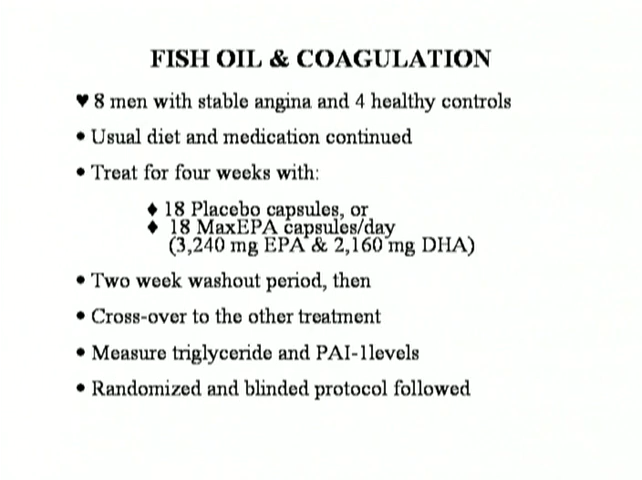 FISH OIL & COAGULATION
♥ 8 men with stable angina and 4 healthy controls
• Usual diet and medication continued
• Treat for four weeks with:
♦ 18 Placebo capsules, or
♦ 18 MaxEPA capsules/day
(3,240 mg EPA & 2,160 mg DHA)
• Two week washout period, then
• Cross-over to the other treatment
• Measure triglyceride and PAI-1levels
• Randomized and blinded protocol followed